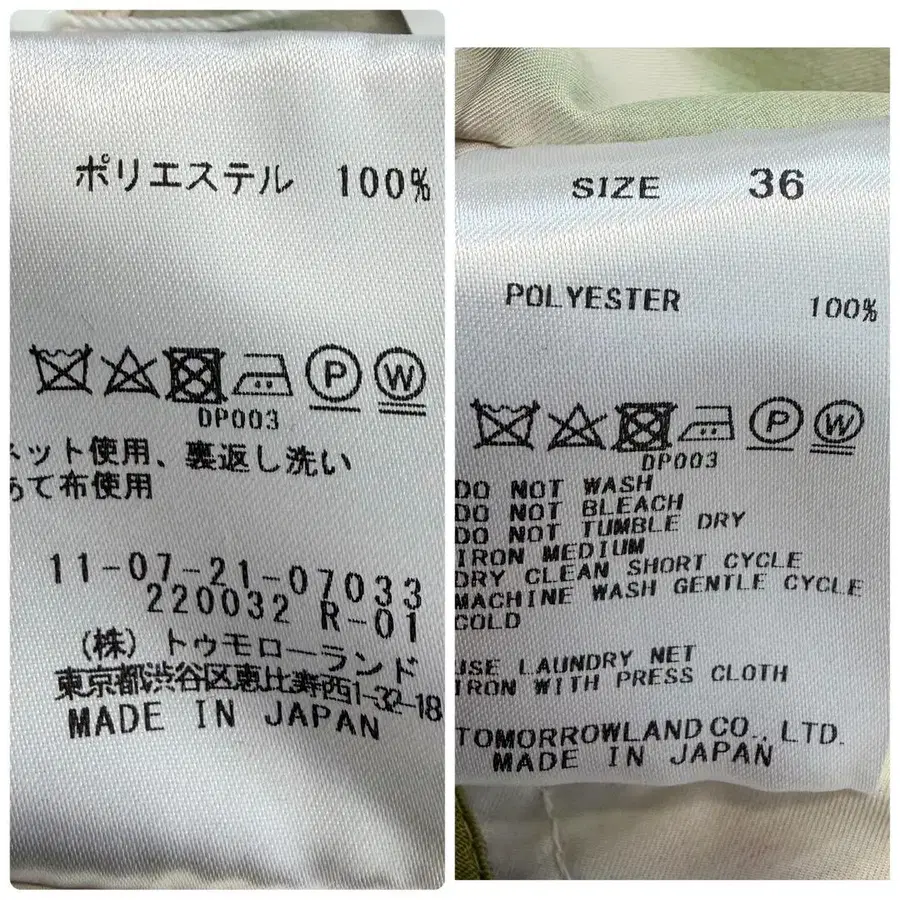 ポリエステル 100%
P W
DP003
ネット使用、裏返し洗い
あて布使用
11-07-21-07033
220032 R-01
(株) トゥモローランド
東京都渋谷区恵比寿西1-32-18
MADE IN JAPAN
SIZE 36
POLYESTER 100%
P W
DP003
DO NOT WASH
DO NOT BLEACH
DO NOT TUMBLE DRY
IRON MEDIUM
DRY CLEAN SHORT CYCLE
MACHINE WASH GENTLE CYCLE
COLD
USE LAUNDRY NET
IRON WITH PRESS CLOTH
TOMORROWLAND CO., LTD.
MADE IN JAPAN